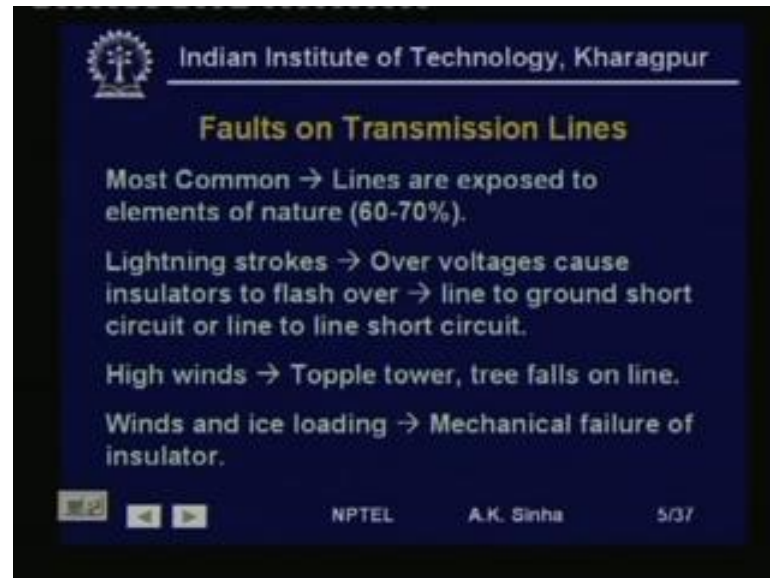 Indian Institute of Technology, Kharagpur
Faults on Transmission Lines
Most Common → Lines are exposed to
elements of nature (60-70%).
Lightning strokes → Over voltages cause
insulators to flash over → line to ground short
circuit or line to line short circuit.
High winds → Topple tower, tree falls on line.
Winds and ice loading → Mechanical failure of
insulator.
NPTEL A.K. Sinha 5/37